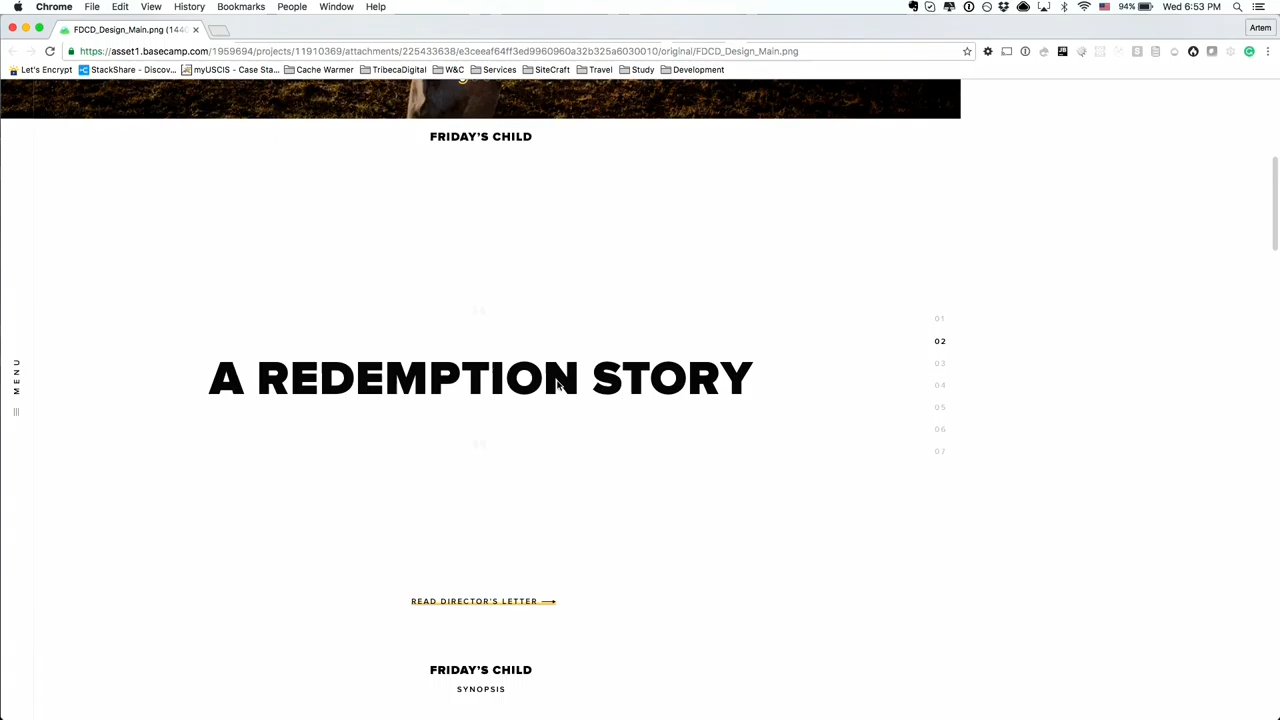 Chrome File Edit View History Bookmarks People Window Help 94% Wed 6:53 PM
FDCD_Design_Main.png (144 Artem
https://asset1.basecamp.com/1959694/projects/11910369/attachments/225433638/e3ceeaf64ff3ed9960960a32b325a6030010/original/FDCD_Design_Main.png
Let's Encrypt StackShare - Discov... myUSCIS - Case Sta... Cache Warmer TribecaDigital W&C Services SiteCraft Travel Study Development
FRIDAY'S CHILD
“
01
02
03
04
05
06
07
MENU
A REDEMPTION STORY
”
READ DIRECTOR'S LETTER
FRIDAY'S CHILD
SYNOPSIS